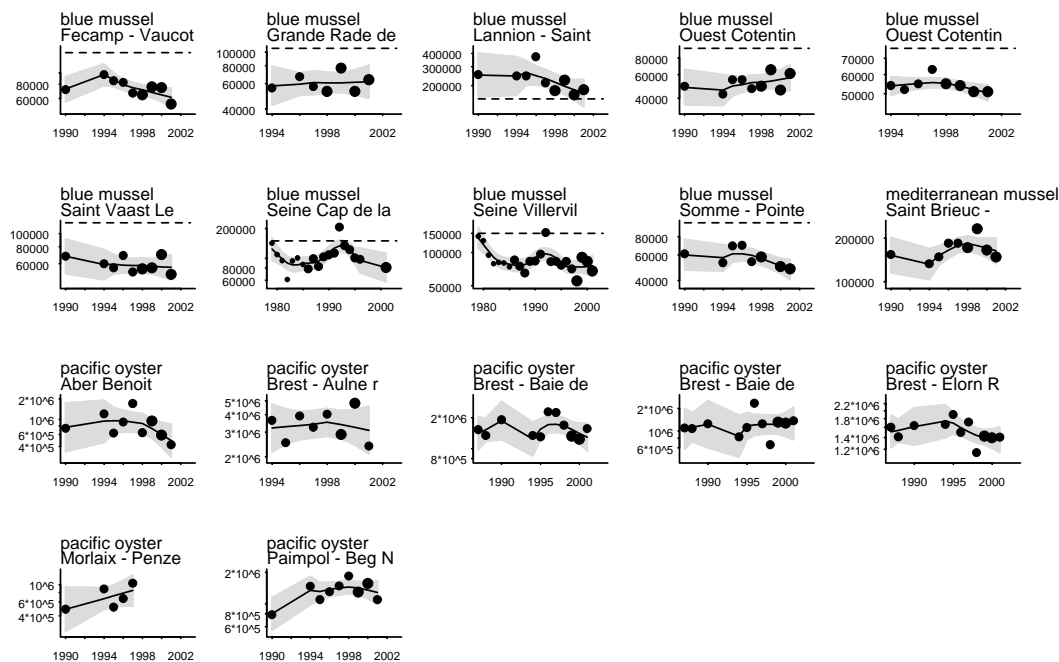 blue mussel
Fecamp - Vaucot
80000
60000
1990 1994 1998 2002
blue mussel
Grande Rade de
100000
80000
60000
40000
1994 1996 1998 2000 2002
blue mussel
Lannion - Saint
400000
300000
200000
1990 1994 1998 2002
blue mussel
Ouest Cotentin
80000
60000
40000
1990 1994 1998 2002
blue mussel
Ouest Cotentin
70000
60000
50000
1994 1996 1998 2000 2002
blue mussel
Saint Vaast Le
100000
80000
60000
1990 1994 1998 2002
blue mussel
Seine Cap de la
200000
80000
60000
1980 1990 2000
blue mussel
Seine Villervil
150000
100000
50000
1980 1990 2000
blue mussel
Somme - Pointe
80000
60000
40000
1990 1994 1998 2002
mediterranean mussel
Saint Brieuc -
200000
100000
1990 1994 1998 2002
pacific oyster
Aber Benoit
2*10^6
10^6
6*10^5
4*10^5
1990 1994 1998 2002
pacific oyster
Brest - Aulne r
5*10^6
4*10^6
3*10^6
2*10^6
1994 1996 1998 2000 2002
pacific oyster
Brest - Baie de
2*10^6
8*10^5
1990 1995 2000
pacific oyster
Brest - Baie de
2*10^6
10^6
6*10^5
1990 1995 2000
pacific oyster
Brest - Elorn R
2.2*10^6
1.8*10^6
1.4*10^6
1.2*10^6
1990 1995 2000
pacific oyster
Morlaix - Penze
10^6
6*10^5
4*10^5
1990 1994 1998 2002
pacific oyster
Paimpol - Beg N
2*10^6
8*10^5
6*10^5
1990 1994 1998 2002